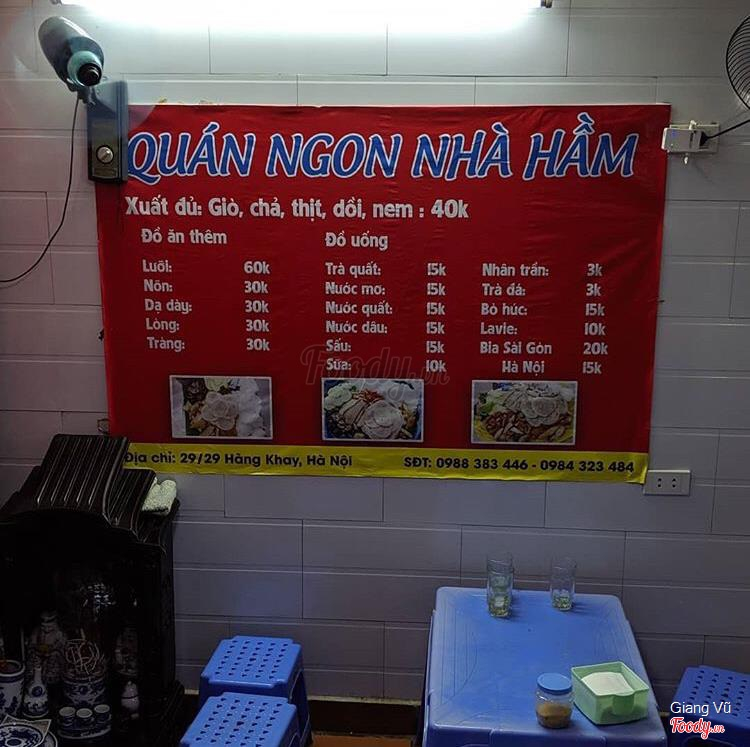 QUÁN NGON NHÀ HẦM
Xuất đủ: Giò, chả, thịt, dồi, nem : 40k
Đồ ăn thêm
Lưỡi: 60k
Nõn: 30k
Dạ dày: 30k
Lòng: 30k
Tràng: 30k
Đồ uống
Trà quất: 15k
Nước mơ: 15k
Nước quất: 15k
Nước dâu: 15k
Sấu: 15k
Sữa: 10k
Nhân trần: 3k
Trà đá: 3k
Bò húc: 15k
Lavie: 10k
Bia Sài Gòn 20k
Hà Nội 15k
Foody.vn
Địa chỉ: 29/29 Hàng Khay, Hà Nội SĐT: 0988 383 446 - 0984 323 484
Giang Vũ
Foody.vn